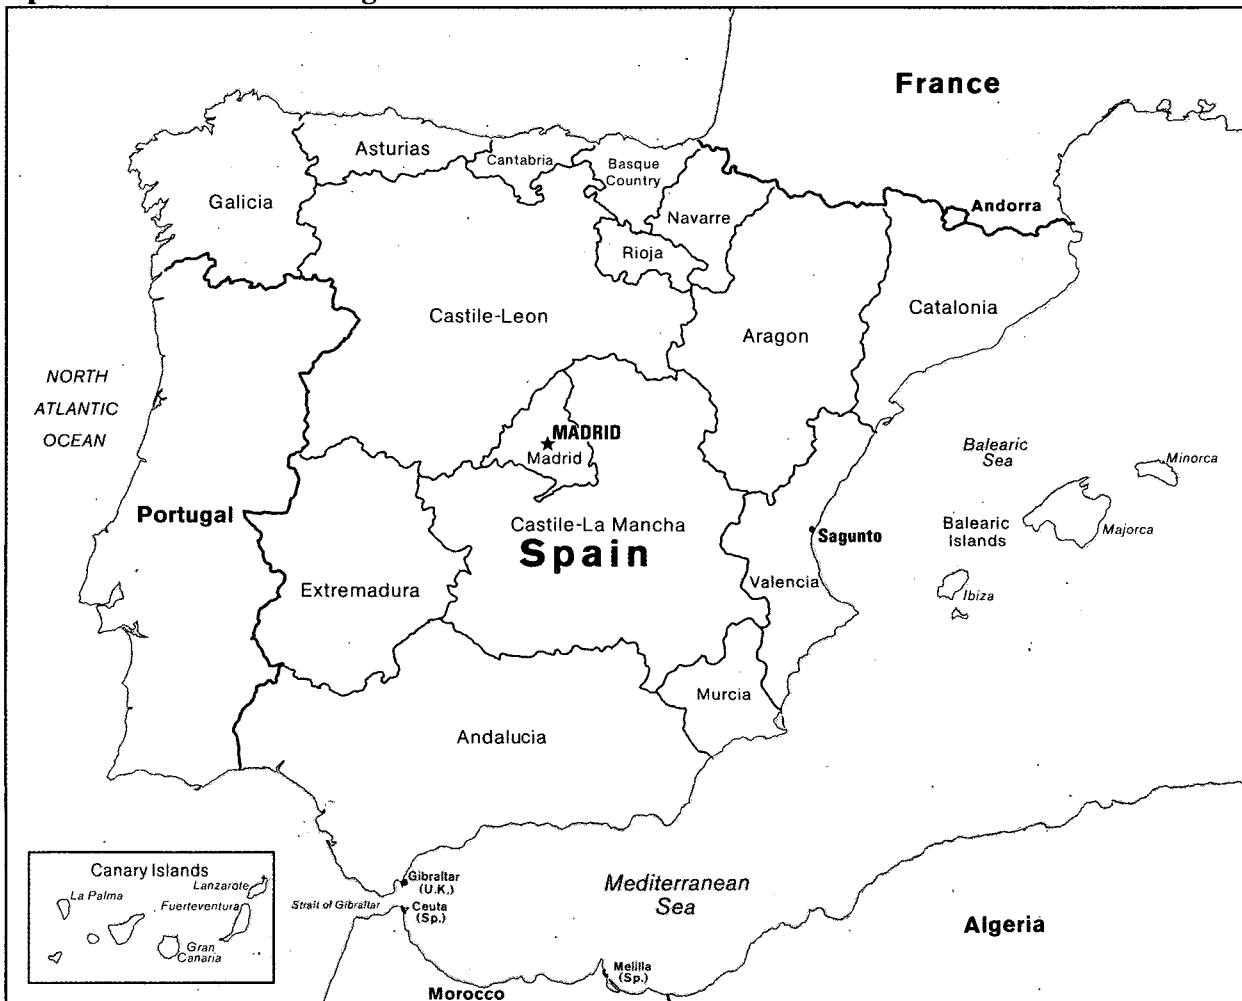 France
Asturias
Cantabria
Basque
Country
Galicia
Navarre
Andorra
Rioja
Castile-Leon
Aragon
Catalonia
NORTH
ATLANTIC
OCEAN
MADRID
Madrid
Balearic
Sea
Minorca
Portugal
Castile-La Mancha
Spain
Sagunto
Balearic
Islands
Majorca
Extremadura
Valencia
Ibiza
Murcia
Andalucia
Canary Islands
La Palma
Lanzarote
Fuerteventura
Gran
Canaria
Strait of Gibraltar
Gibraltar
(U.K.)
Ceuta
(Sp.)
Mediterranean
Sea
Algeria
Melilla
(Sp.)
Morocco